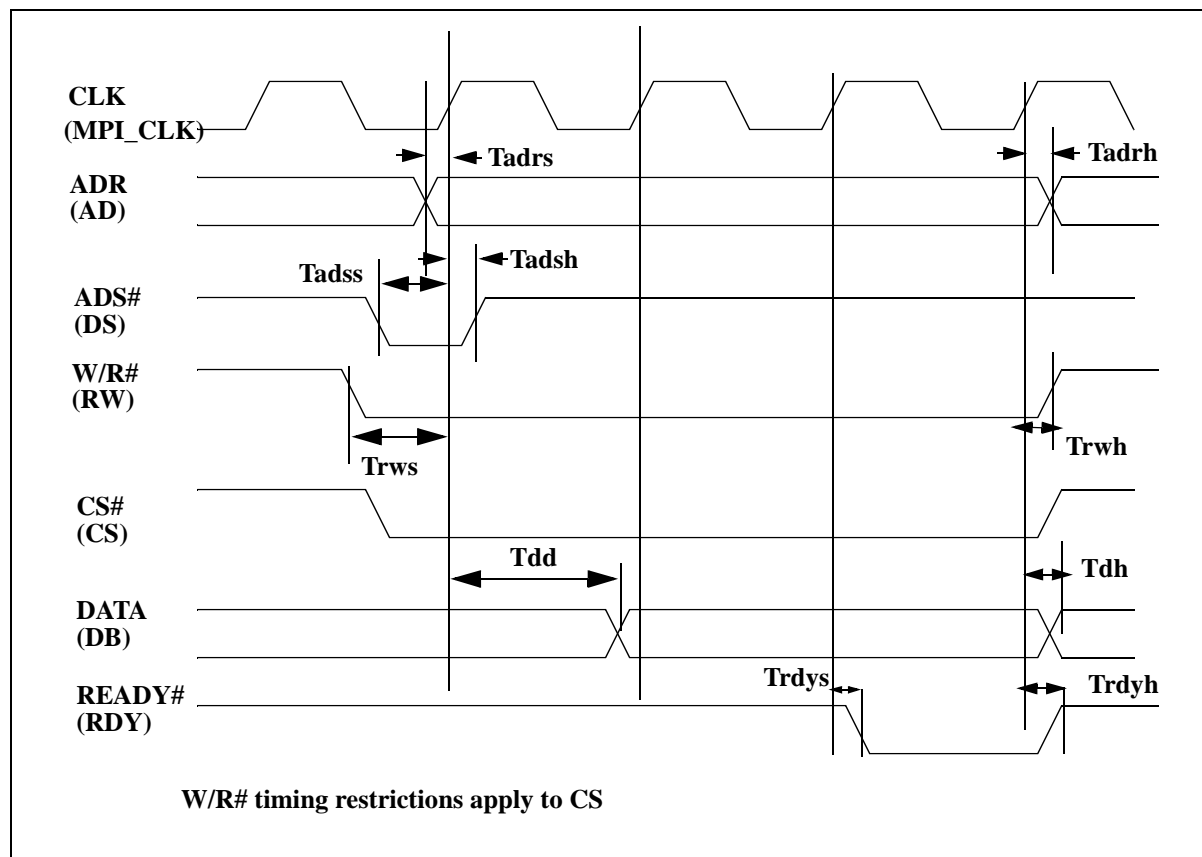 CLK
(MPI_CLK)
Tadrs
Tadrh
ADR
(AD)
Tadss
Tadsh
ADS#
(DS)
W/R#
(RW)
Trws
Trwh
CS#
(CS)
Tdd
Tdh
DATA
(DB)
Trdys
Trdyh
READY#
(RDY)
W/R# timing restrictions apply to CS